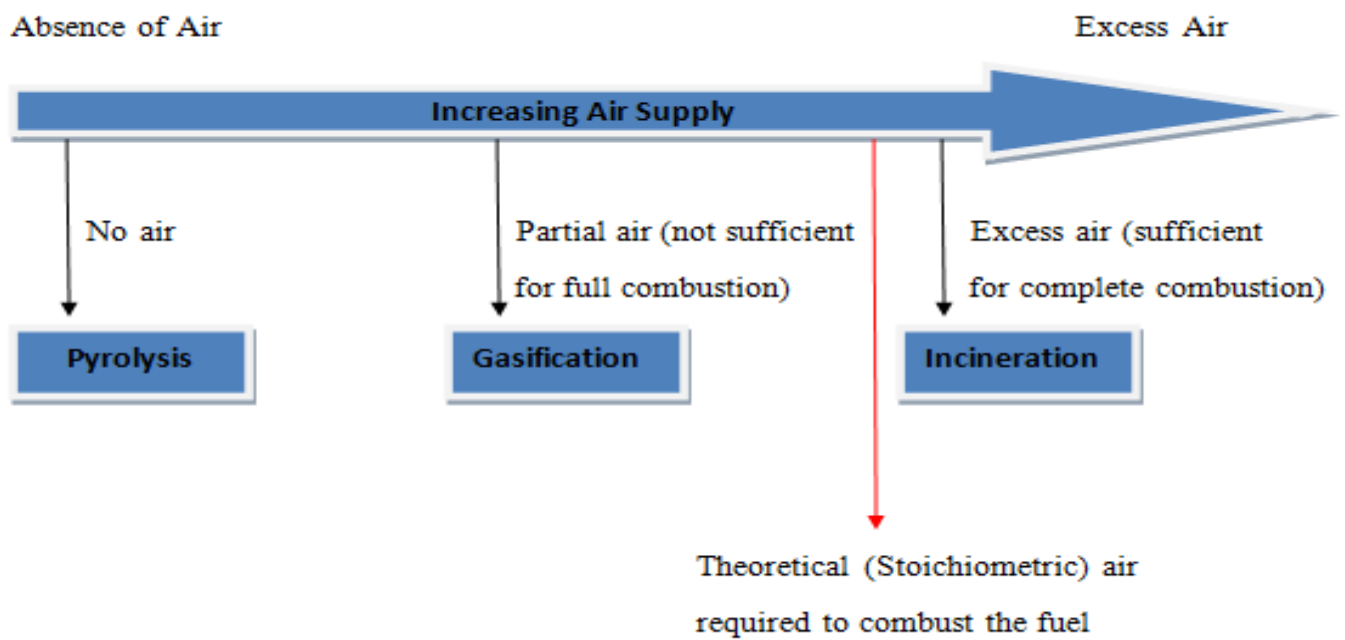 Absence of Air
Excess Air
Increasing Air Supply
No air
Partial air (not sufficient
for full combustion)
Excess air (sufficient
for complete combustion)
Pyrolysis
Gasification
Incineration
Theoretical (Stoichiometric) air
required to combust the fuel